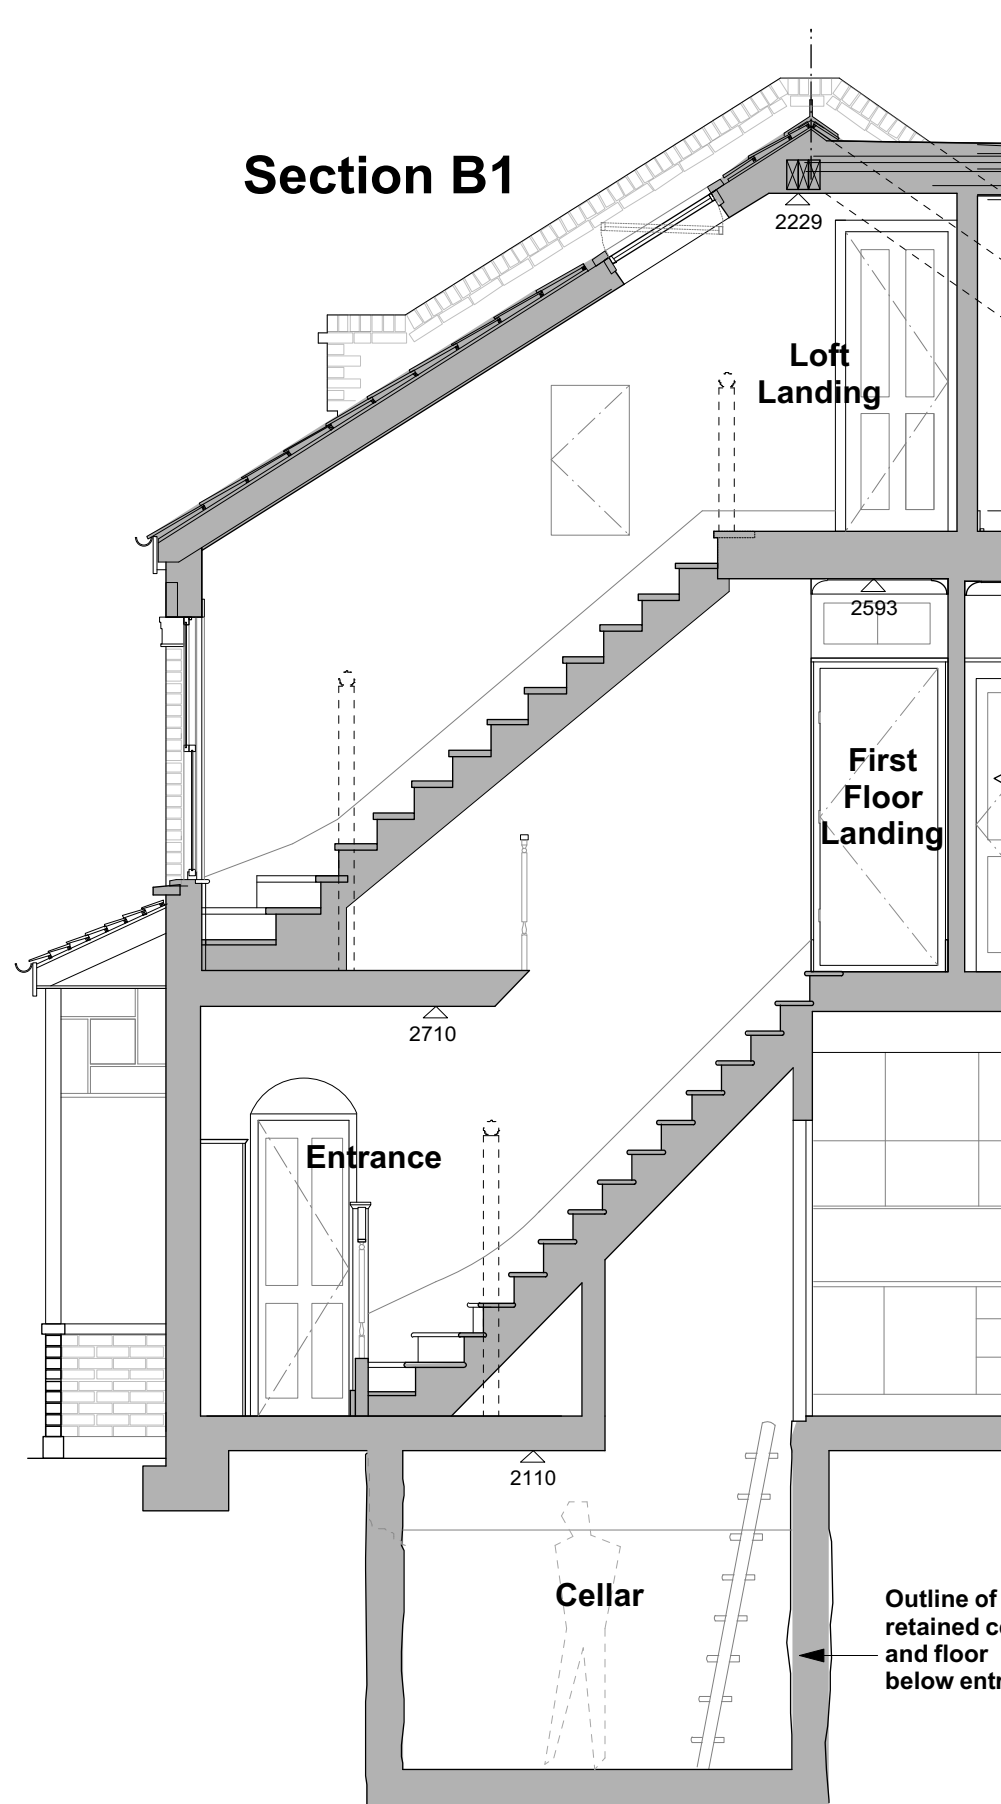 Section B1
2229
Loft
Landing
2593
First
Floor
Landing
2710
Entrance
2110
Cellar
Outline of
retained
and floor
below